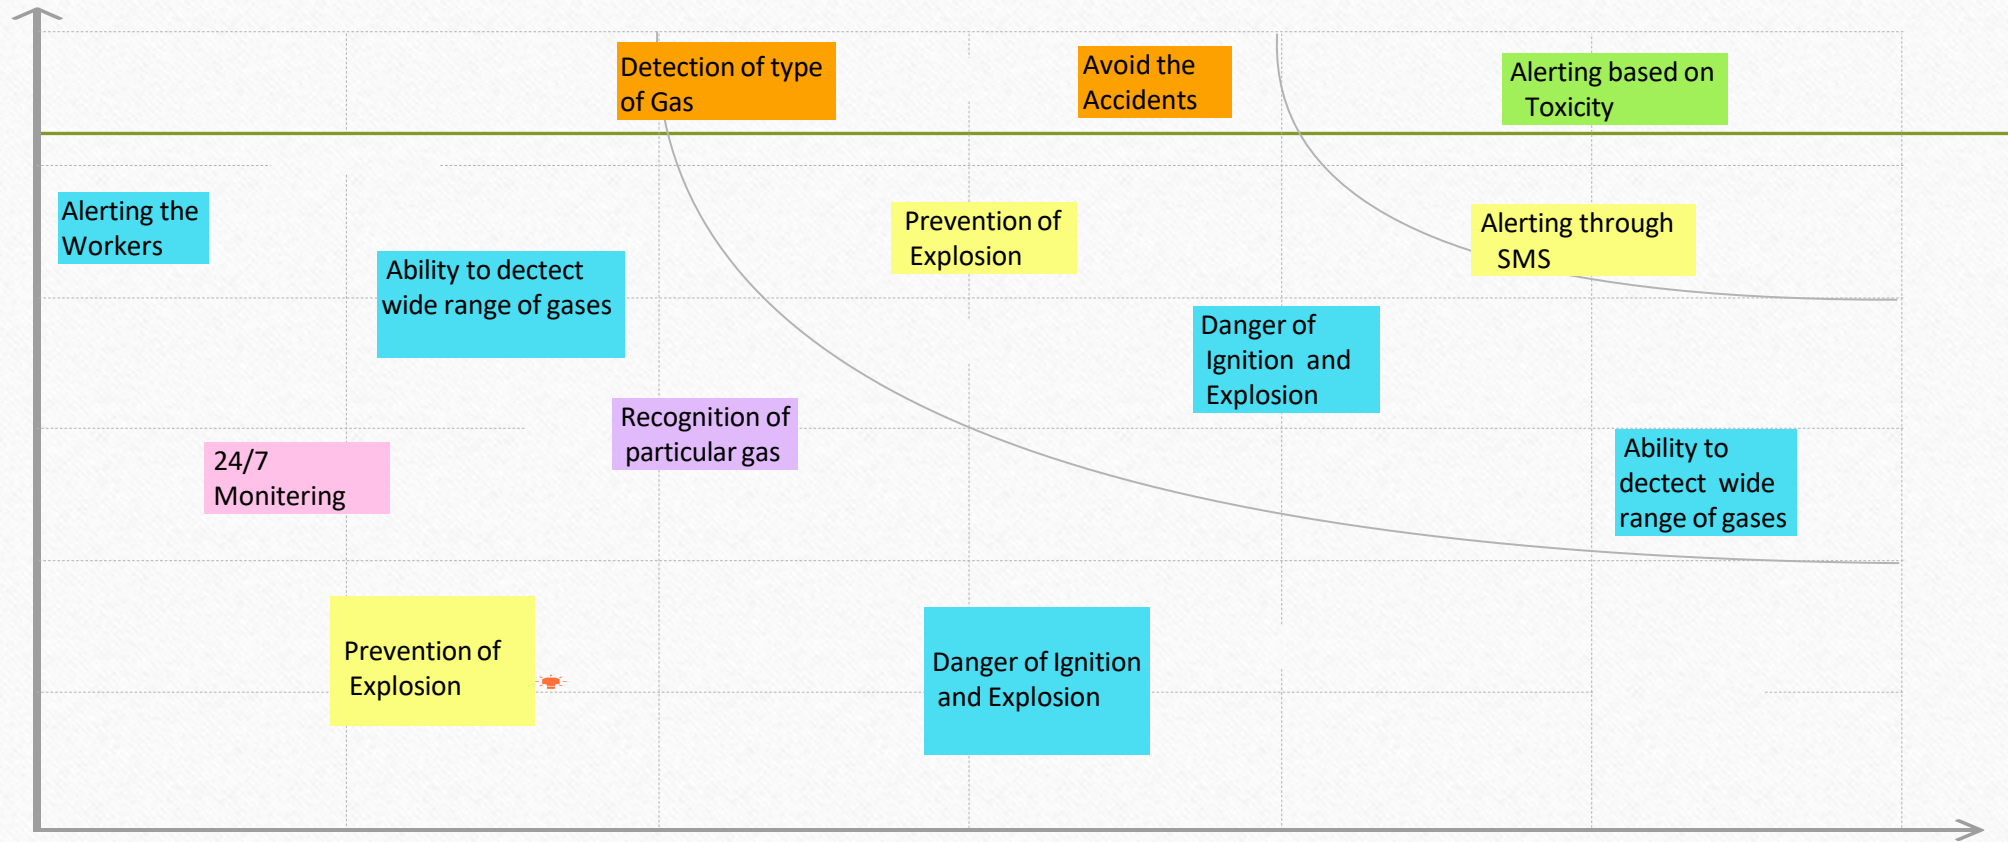 Detection of type
of Gas
Avoid the
Accidents
Alerting based on
Toxicity
Alerting the
Workers
Ability to dectect
wide range of gases
Prevention of
Explosion
Alerting through
SMS
Danger of
Ignition and
Explosion
Recognition of
particular gas
24/7
Monitering
Ability to
dectect wide
range of gases
Prevention of
Explosion
Danger of Ignition
and Explosion